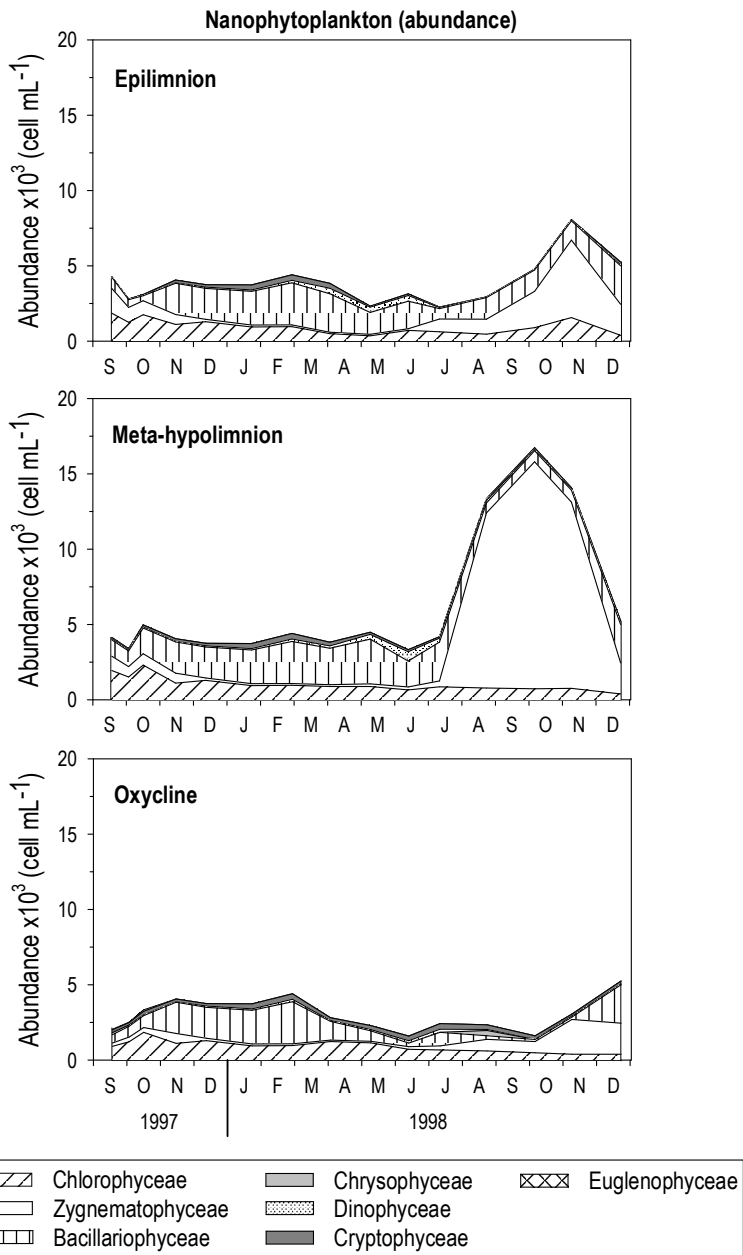 Nanophytoplankton (abundance)
Abundance x10³ (cell mL⁻¹)
20
15
10
5
0
Epilimnion
S O N D J F M A M J J A S O N D
Abundance x10³ (cell mL⁻¹)
20
15
10
5
0
Meta-hypolimnion
S O N D J F M A M J J A S O N D
Abundance x10³ (cell mL⁻¹)
20
15
10
5
0
Oxycline
S O N D J F M A M J J A S O N D
1997 1998
Chlorophyceae Chrysophyceae Euglenophyceae
Zygnematophyceae Dinophyceae
Bacillariophyceae Cryptophyceae